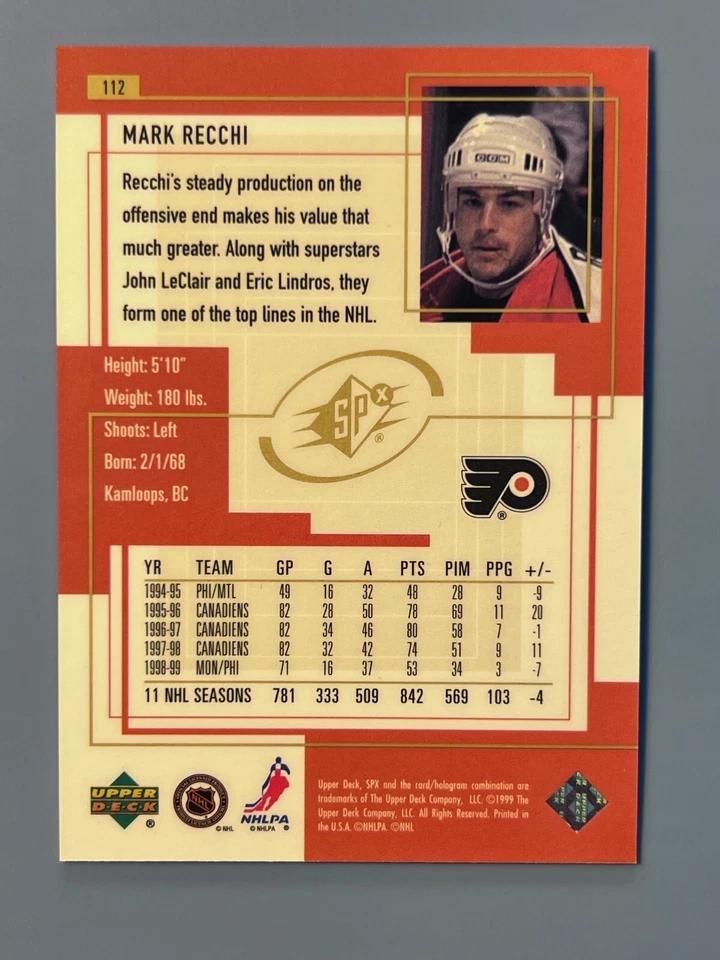 112
MARK RECCHI
CCM
Recchi's steady production on the
offensive end makes his value that
much greater. Along with superstars
John LeClair and Eric Lindros, they
form one of the top lines in the NHL.
Height: 5'10"
Weight: 180 lbs.
Shoots: Left
Born: 2/1/68
Kamloops, BC
SPX®
®
YR TEAM GP G A PTS PIM PPG +/-
1994-95 PHI/MTL 49 16 32 48 28 9 -9
1995-96 CANADIENS 82 28 50 78 69 11 20
1996-97 CANADIENS 82 34 46 80 58 7 -1
1997-98 CANADIENS 82 32 42 74 51 9 11
1998-99 MON/PHI 71 16 37 53 34 3 -7
11 NHL SEASONS 781 333 509 842 569 103 -4
UPPER
DECK ®
NHL
© NHL
NHLPA
© NHLPA ®
Upper Deck, SPX and the card/hologram combination are
trademarks of The Upper Deck Company, LLC. ©1999 The
Upper Deck Company, LLC. All Rights Reserved. Printed in
the U.S.A. ©NHLPA. ©NHL
UPPER
DECK